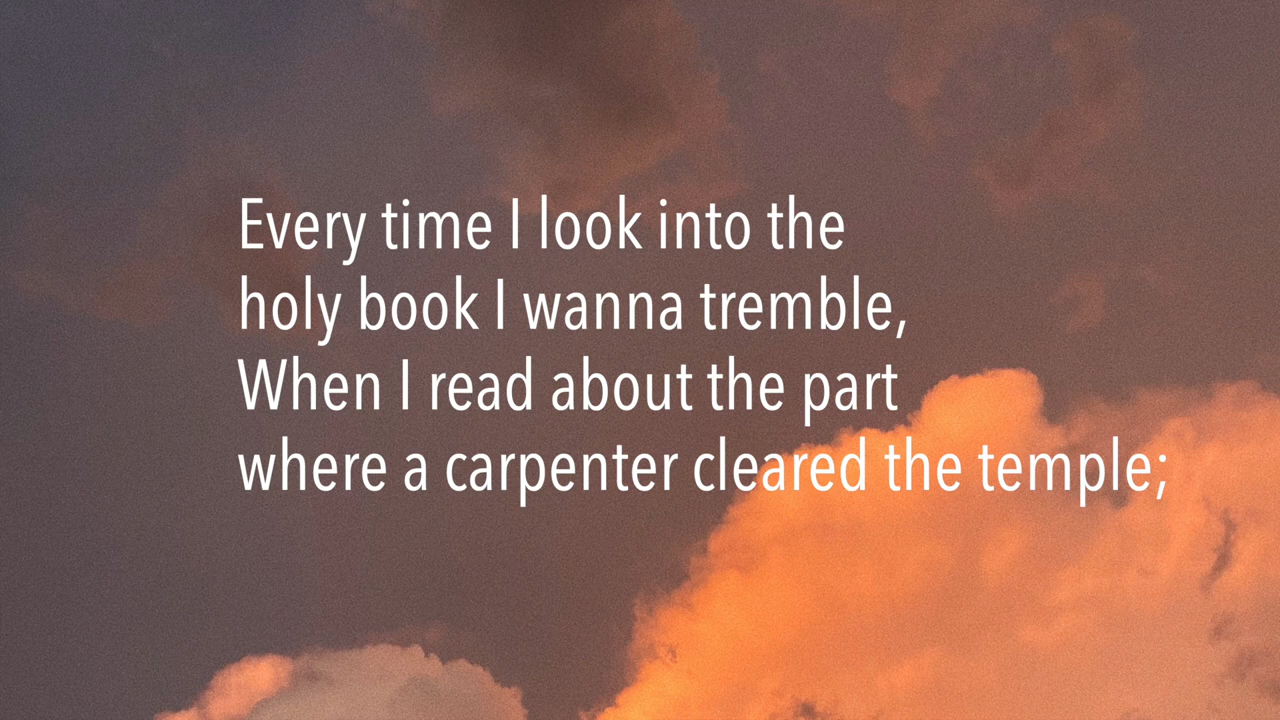 Every time I look into the
holy book I wanna tremble,
When I read about the part
where a carpenter cleared the temple;